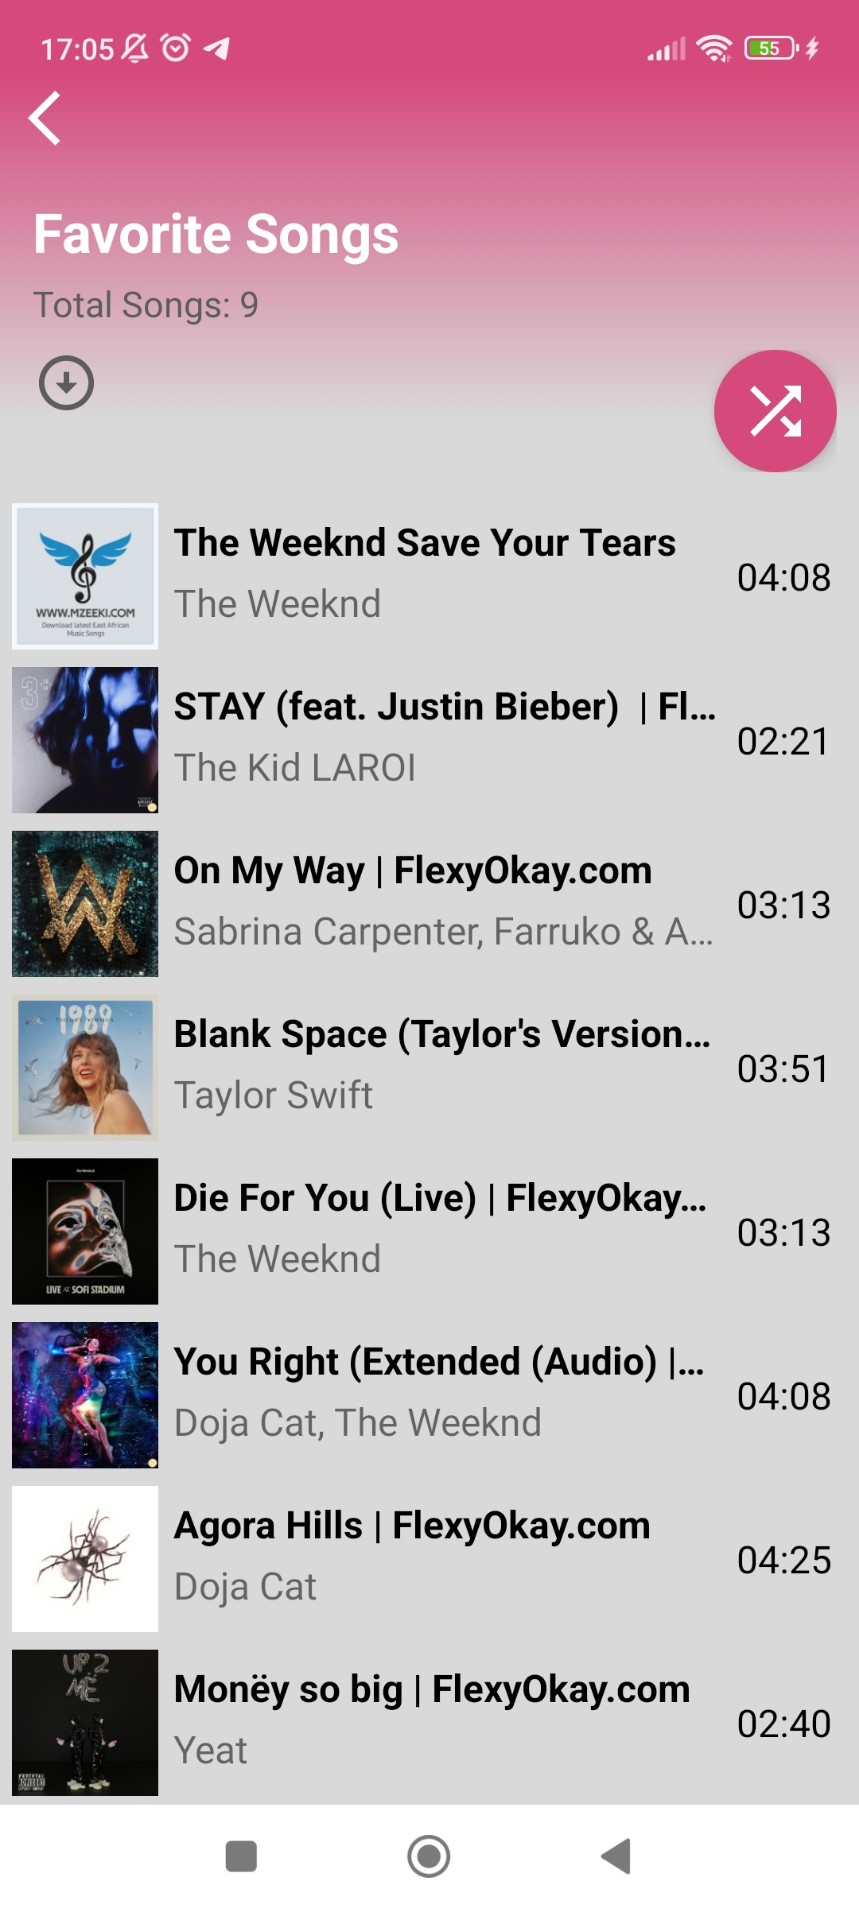 17:05
55
Favorite Songs
Total Songs: 9
WWW.MZEEKI.COM
Download latest East African
Music Songs
The Weeknd Save Your Tears
The Weeknd
04:08
3+
STAY (feat. Justin Bieber) | Fl...
The Kid LAROI
02:21
On My Way | FlexyOkay.com
Sabrina Carpenter, Farruko & A...
03:13
1989
Blank Space (Taylor's Version...
Taylor Swift
03:51
LIVE AT SOFI STADIUM
Die For You (Live) | FlexyOkay...
The Weeknd
03:13
You Right (Extended (Audio) |...
Doja Cat, The Weeknd
04:08
Agora Hills | FlexyOkay.com
Doja Cat
04:25
UP 2
MË
Monëy so big | FlexyOkay.com
Yeat
02:40